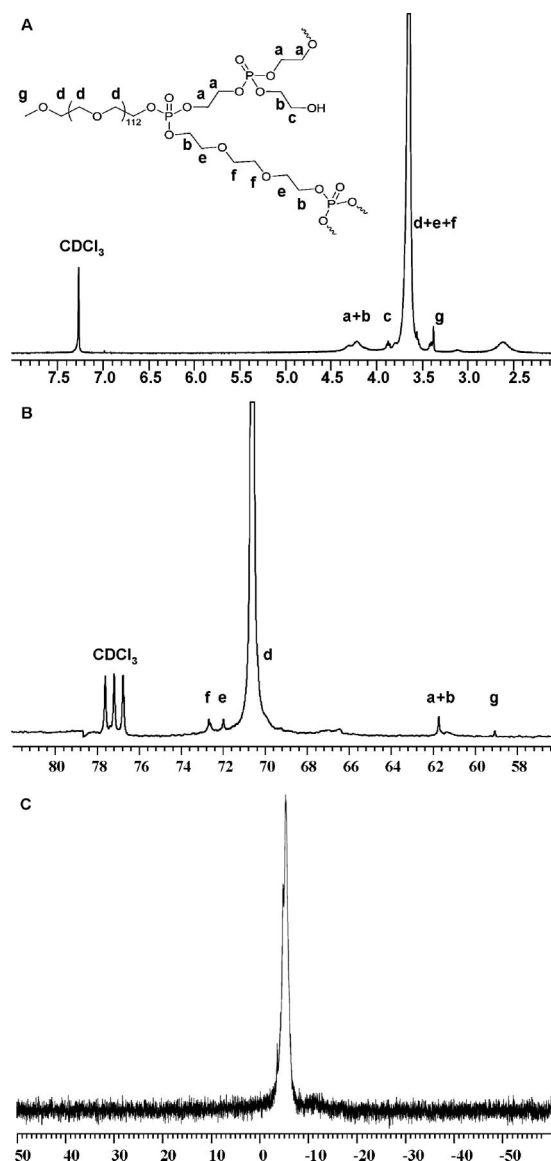 A
g d d d 112 O O O O P O O a a O O P O O a a O b c OH
b e O f f O e b O P O O O
CDCl3
a+b c d+e+f g
7.5 7.0 6.5 6.0 5.5 5.0 4.5 4.0 3.5 3.0 2.5
B
CDCl3
f e d a+b g
80 78 76 74 72 70 68 66 64 62 60 58
C
50 40 30 20 10 0 -10 -20 -30 -40 -50